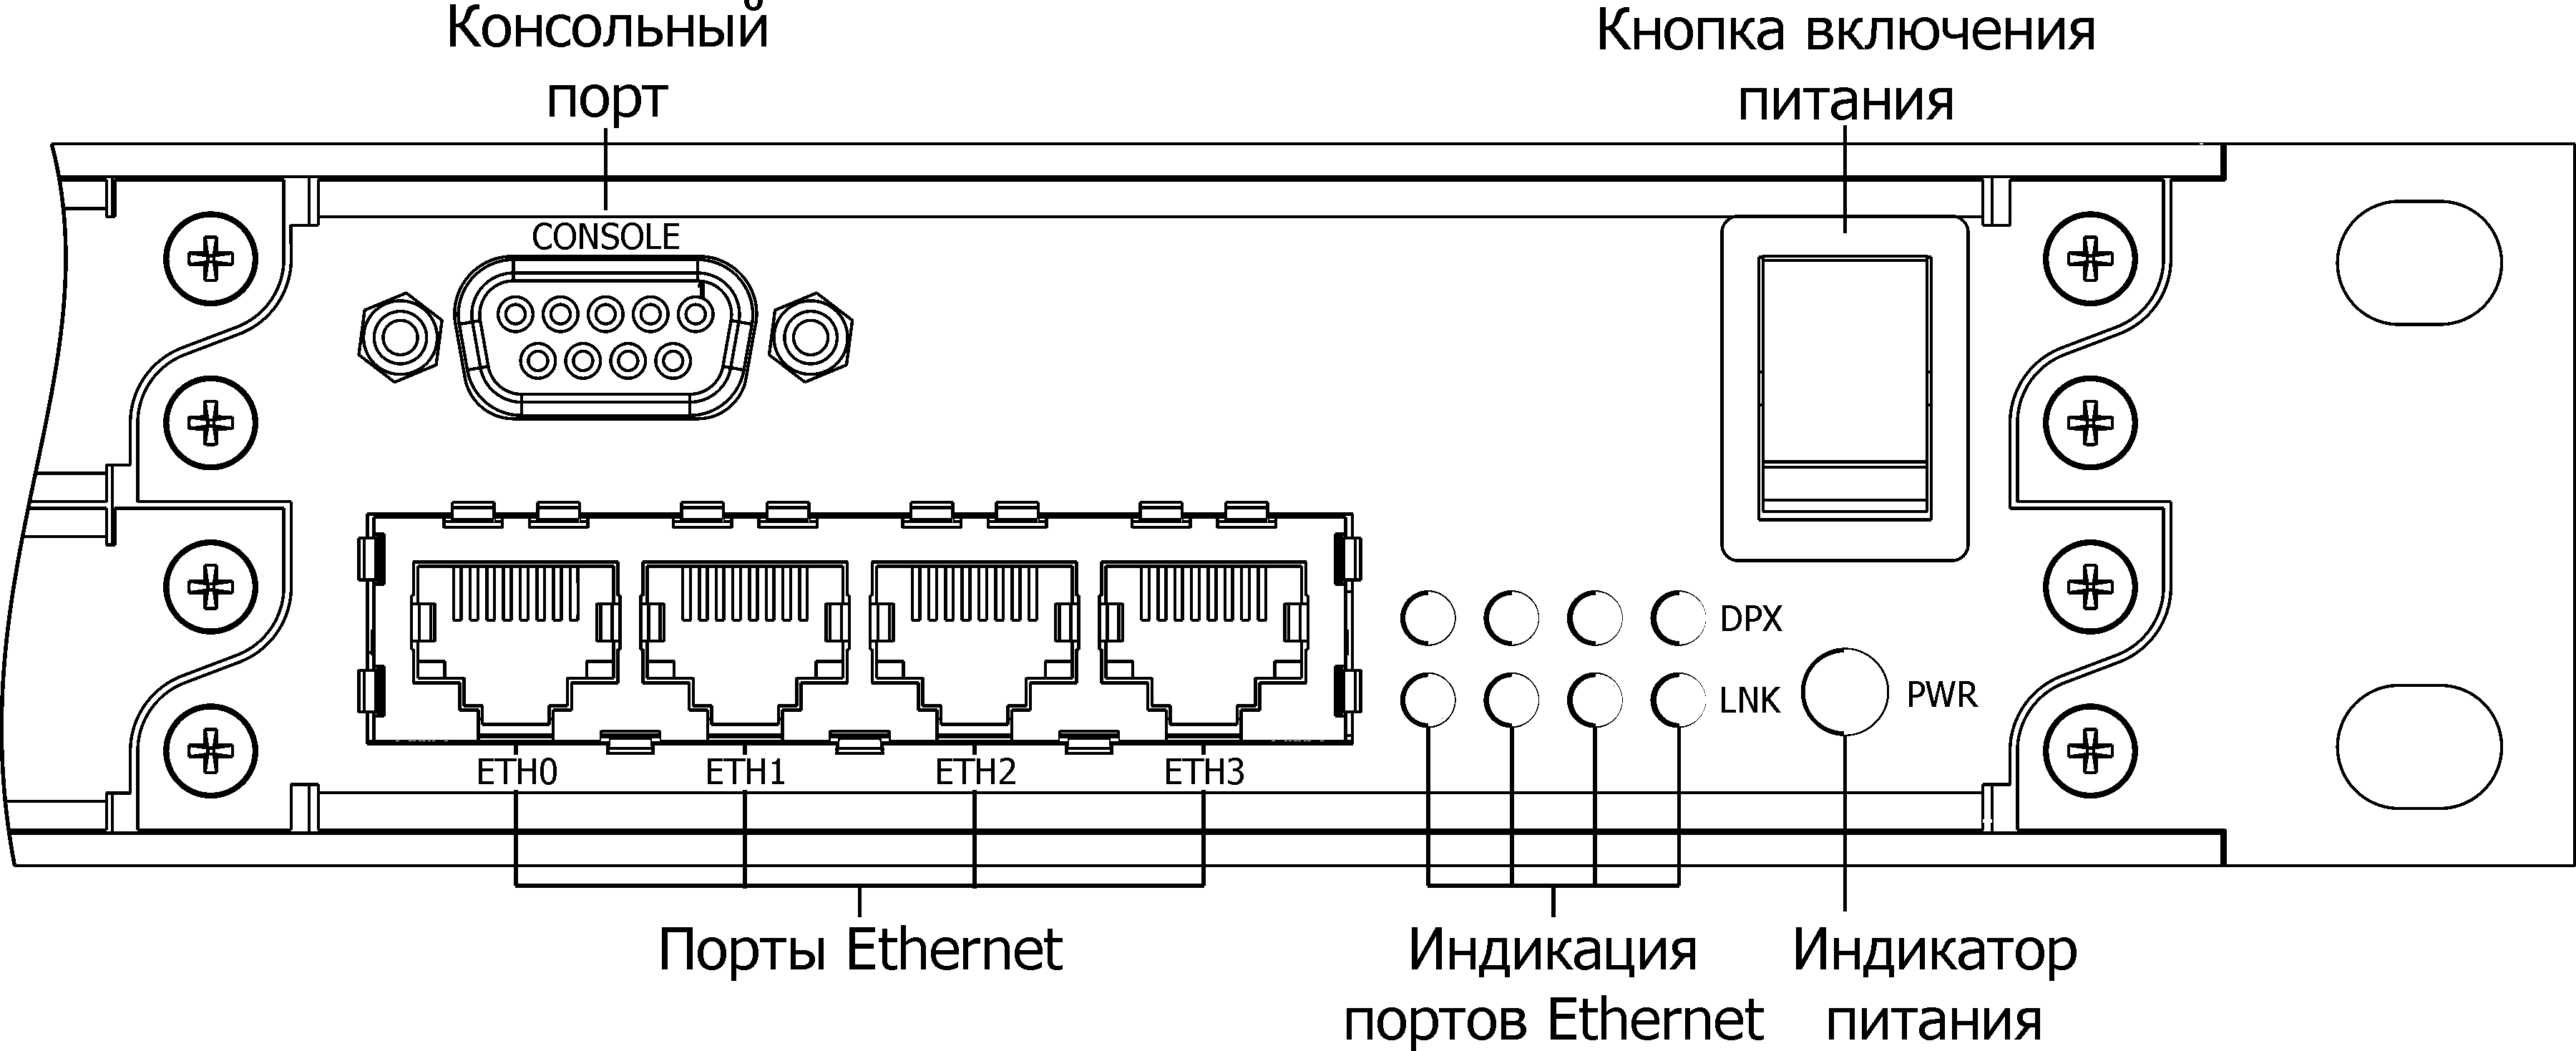 Консольный
порт
Кнопка включения
питания
CONSOLE
DPX
LNK
PWR
ETH0 ETH1 ETH2 ETH3
Порты Ethernet
Индикация
портов Ethernet
Индикатор
питания